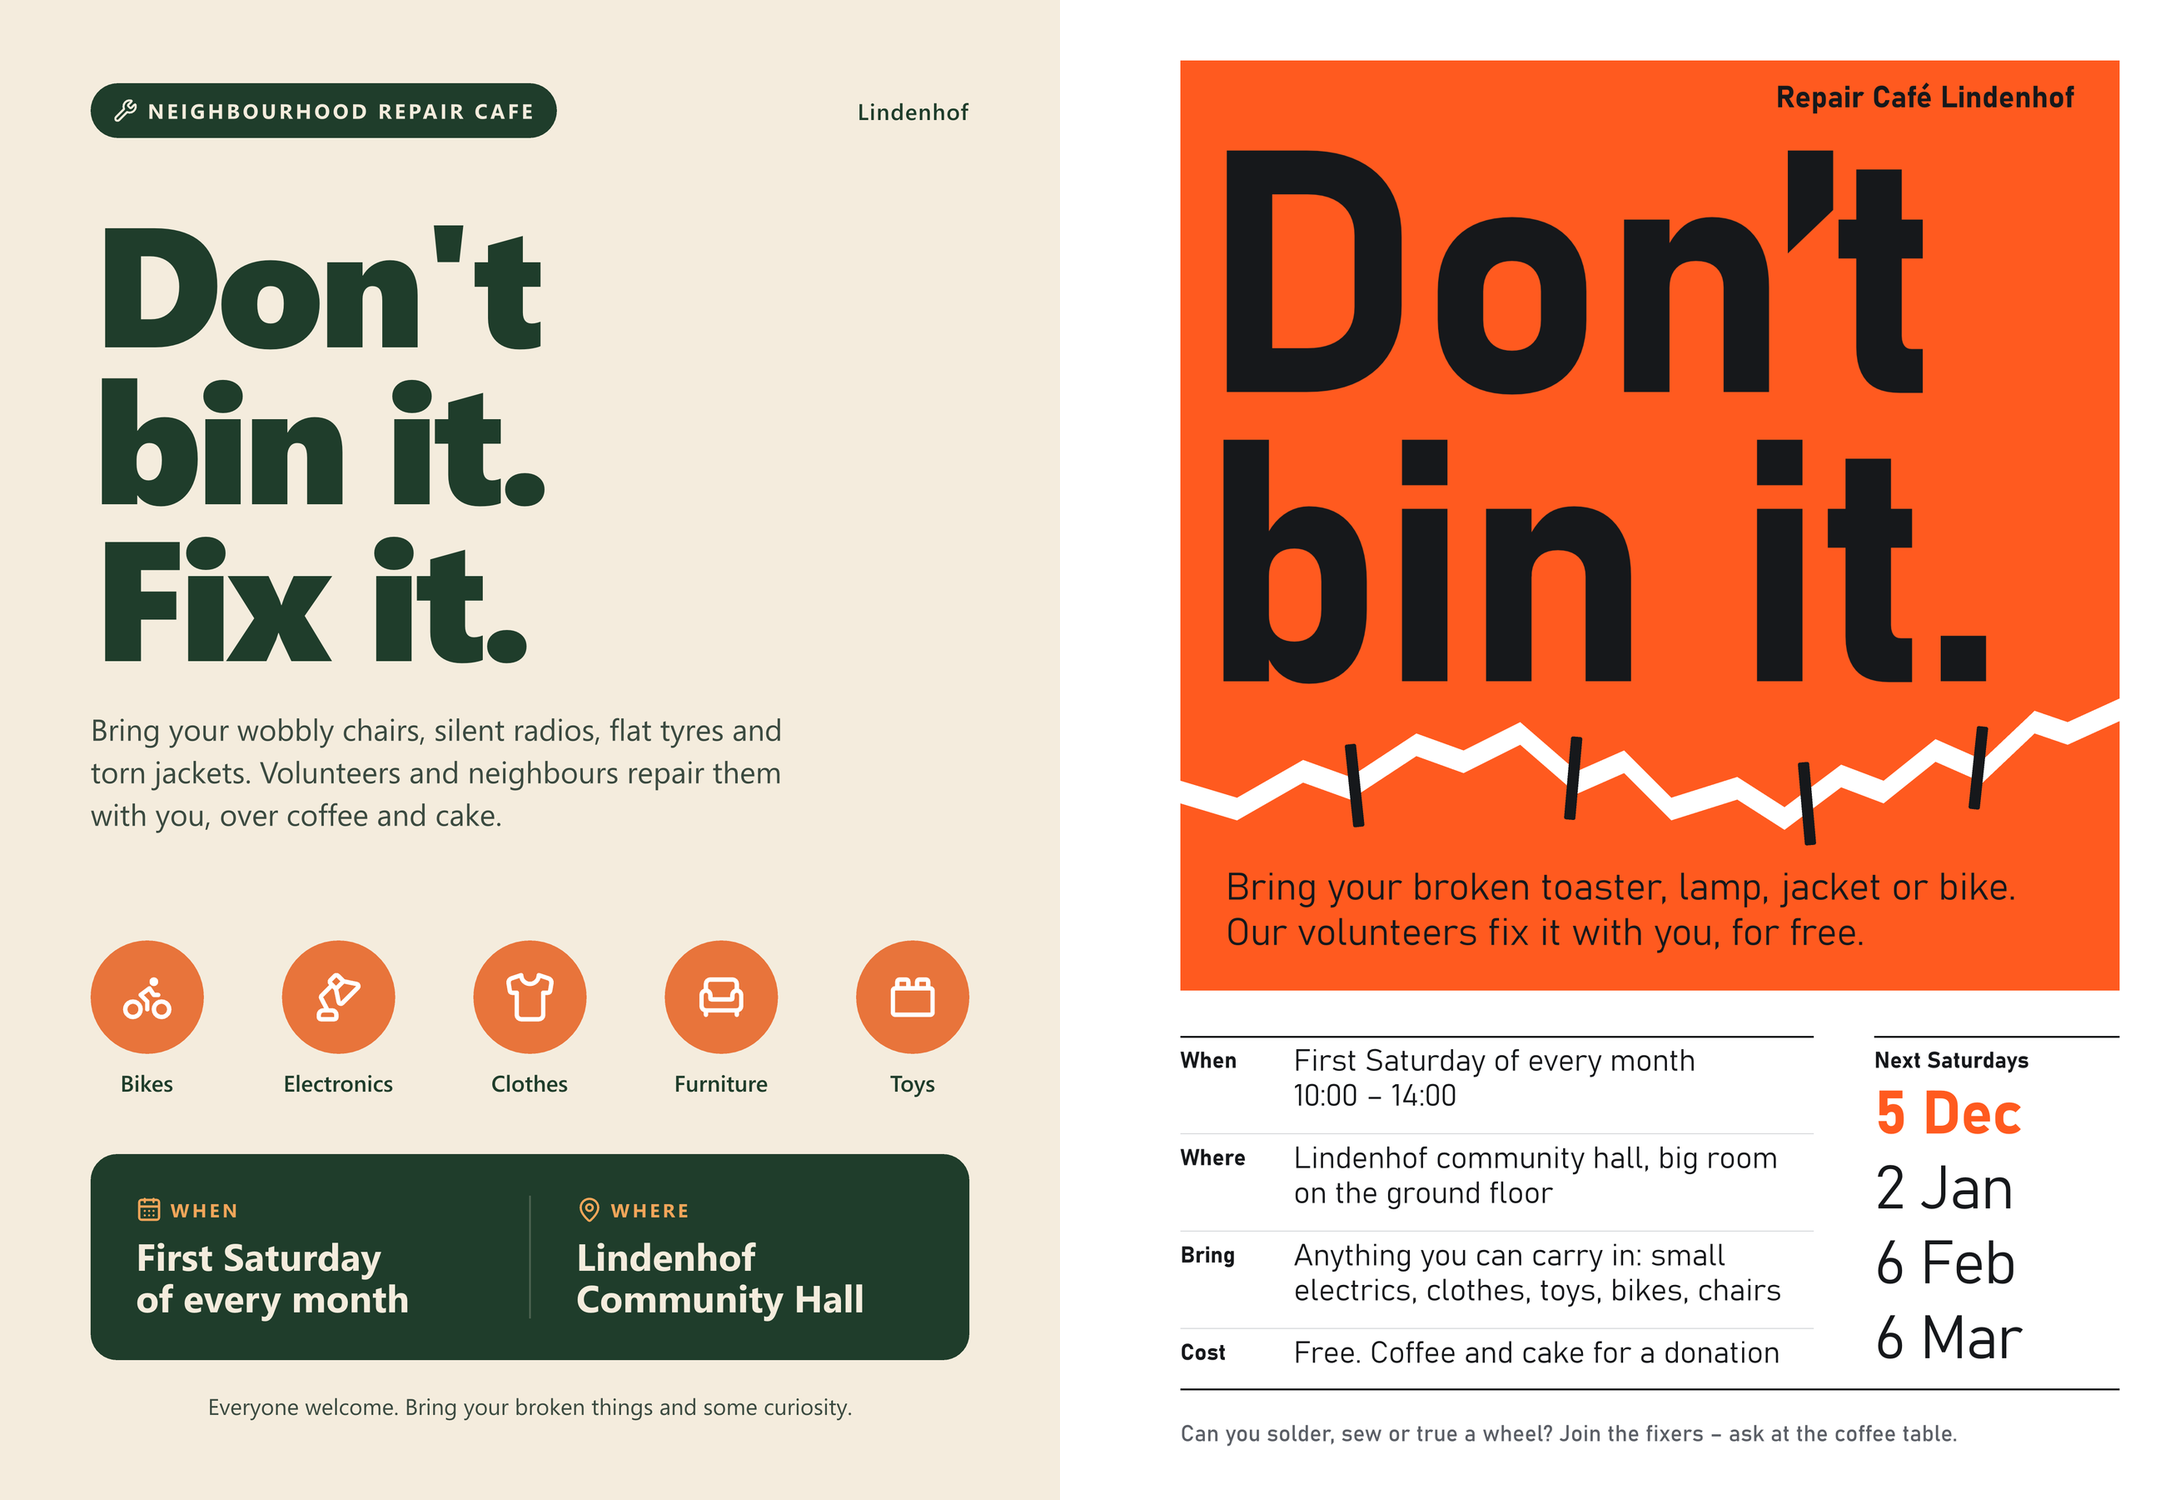 NEIGHBOURHOOD REPAIR CAFE
Lindenhof
Don't
bin it.
Fix it.
Bring your wobbly chairs, silent radios, flat tyres and
torn jackets. Volunteers and neighbours repair them
with you, over coffee and cake.
Bikes
Electronics
Clothes
Furniture
Toys
WHEN
First Saturday
of every month
WHERE
Lindenhof
Community Hall
Everyone welcome. Bring your broken things and some curiosity.
Repair Café Lindenhof
Don’t
bin it.
Bring your broken toaster, lamp, jacket or bike.
Our volunteers fix it with you, for free.
When
First Saturday of every month
10:00 – 14:00
Where
Lindenhof community hall, big room
on the ground floor
Bring
Anything you can carry in: small
electrics, clothes, toys, bikes, chairs
Cost
Free. Coffee and cake for a donation
Next Saturdays
5 Dec
2 Jan
6 Feb
6 Mar
Can you solder, sew or true a wheel? Join the fixers – ask at the coffee table.